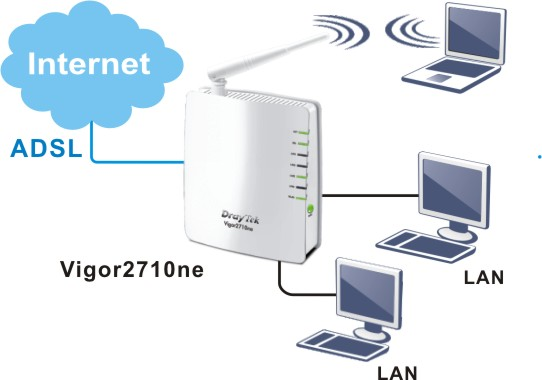 Internet
ADSL
DrayTek
Vigor2710ne
Vigor2710ne
LAN
LAN